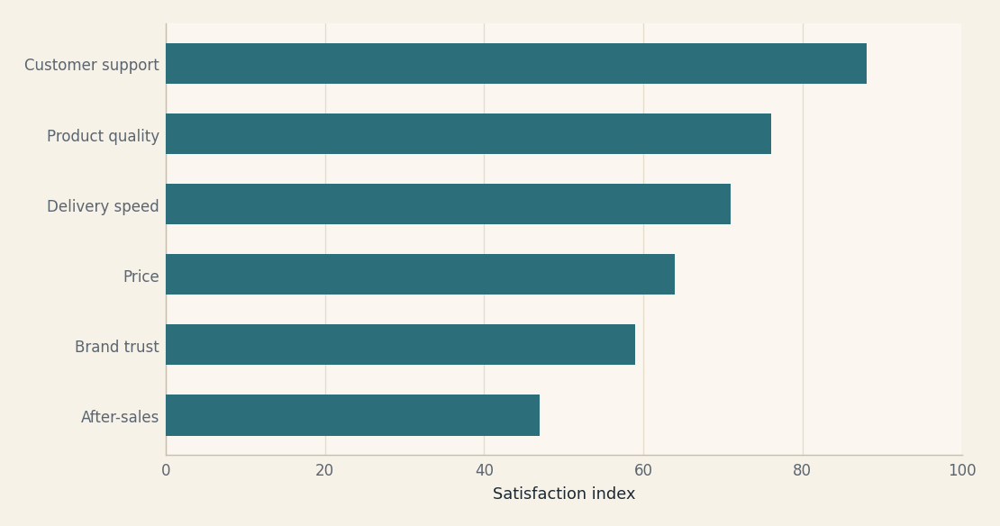 Customer support
Product quality
Delivery speed
Price
Brand trust
After-sales
0 20 40 60 80 100
Satisfaction index